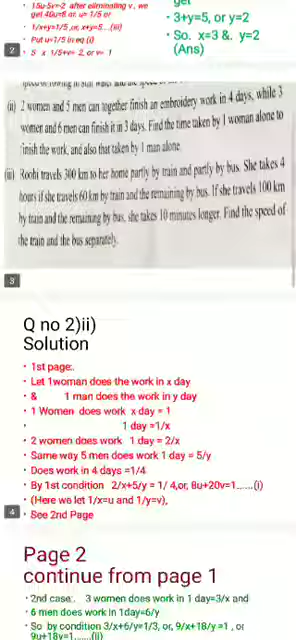 15u-5v=-2 after eliminating v, we
get 40u=8 or, u= 1/5 or
1/x+y=1/5 ,or, x+y=5....(iii)
Put u=1/5 in eq (i)
5 x 1/5+v= 2, or v= 1
get
3+y=5, or y=2
So. x=3 &. y=2
(Ans)
2
(ii) 2 women and 5 men can together finish an embroidery work in 4 days, while 3
women and 6 men can finish it in 3 days. Find the time taken by 1 woman alone to
finish the work, and also that taken by 1 man alone.
(iii) Roohi travels 300 km to her home partly by train and partly by bus. She takes 4
hours if she travels 60 km by train and the remaining by bus. If she travels 100 km
by train and the remaining by bus, she takes 10 minutes longer. Find the speed of
the train and the bus separately.
3
Q no 2)ii)
Solution
1st page:.
Let 1woman does the work in x day
& 1 man does the work in y day
1 Women does work x day = 1
1 day =1/x
2 women does work 1 day = 2/x
Same way 5 men does work 1 day = 5/y
Does work in 4 days =1/4
By 1st condition 2/x+5/y = 1/ 4,or, 8u+20v=1......(i)
(Here we let 1/x=u and 1/y=v),
4
See 2nd Page
Page 2
continue from page 1
2nd case:. 3 women does work in 1 day=3/x and
6 men does work in 1day=6/y
So by condition 3/x+6/y=1/3, or, 9/x+18/y =1 , or
9u+18v=1......(ii)